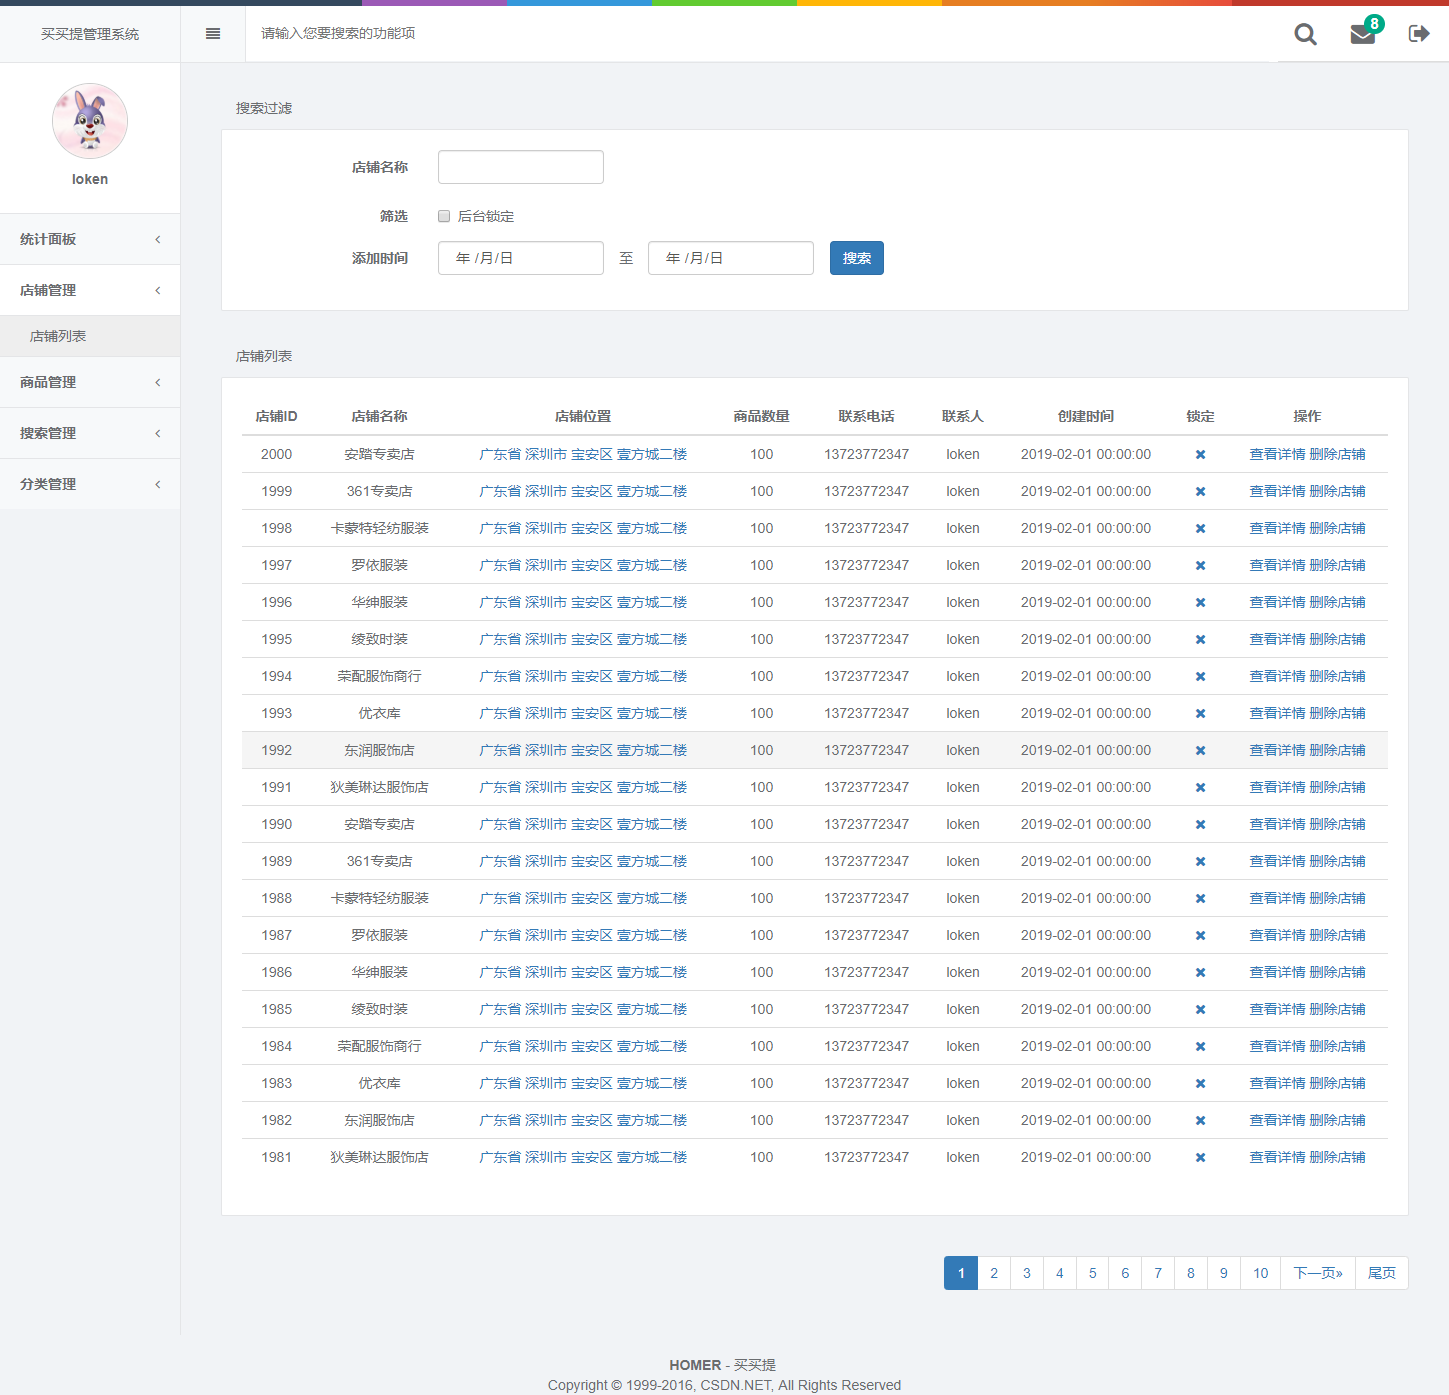 买买提管理系统
请输入您要搜索的功能项
8
loken
统计面板
店铺管理
店铺列表
商品管理
搜索管理
分类管理
搜索过滤
店铺名称
筛选 后台锁定
添加时间 年 /月/日 至 年 /月/日 搜索
店铺列表
店铺ID 店铺名称 店铺位置 商品数量 联系电话 联系人 创建时间 锁定 操作
2000 安踏专卖店 广东省 深圳市 宝安区 壹方城二楼 100 13723772347 loken 2019-02-01 00:00:00 查看详情 删除店铺
1999 361专卖店 广东省 深圳市 宝安区 壹方城二楼 100 13723772347 loken 2019-02-01 00:00:00 查看详情 删除店铺
1998 卡蒙特轻纺服装 广东省 深圳市 宝安区 壹方城二楼 100 13723772347 loken 2019-02-01 00:00:00 查看详情 删除店铺
1997 罗依服装 广东省 深圳市 宝安区 壹方城二楼 100 13723772347 loken 2019-02-01 00:00:00 查看详情 删除店铺
1996 华绅服装 广东省 深圳市 宝安区 壹方城二楼 100 13723772347 loken 2019-02-01 00:00:00 查看详情 删除店铺
1995 绫致时装 广东省 深圳市 宝安区 壹方城二楼 100 13723772347 loken 2019-02-01 00:00:00 查看详情 删除店铺
1994 荣配服饰商行 广东省 深圳市 宝安区 壹方城二楼 100 13723772347 loken 2019-02-01 00:00:00 查看详情 删除店铺
1993 优衣库 广东省 深圳市 宝安区 壹方城二楼 100 13723772347 loken 2019-02-01 00:00:00 查看详情 删除店铺
1992 东润服饰店 广东省 深圳市 宝安区 壹方城二楼 100 13723772347 loken 2019-02-01 00:00:00 查看详情 删除店铺
1991 狄美琳达服饰店 广东省 深圳市 宝安区 壹方城二楼 100 13723772347 loken 2019-02-01 00:00:00 查看详情 删除店铺
1990 安踏专卖店 广东省 深圳市 宝安区 壹方城二楼 100 13723772347 loken 2019-02-01 00:00:00 查看详情 删除店铺
1989 361专卖店 广东省 深圳市 宝安区 壹方城二楼 100 13723772347 loken 2019-02-01 00:00:00 查看详情 删除店铺
1988 卡蒙特轻纺服装 广东省 深圳市 宝安区 壹方城二楼 100 13723772347 loken 2019-02-01 00:00:00 查看详情 删除店铺
1987 罗依服装 广东省 深圳市 宝安区 壹方城二楼 100 13723772347 loken 2019-02-01 00:00:00 查看详情 删除店铺
1986 华绅服装 广东省 深圳市 宝安区 壹方城二楼 100 13723772347 loken 2019-02-01 00:00:00 查看详情 删除店铺
1985 绫致时装 广东省 深圳市 宝安区 壹方城二楼 100 13723772347 loken 2019-02-01 00:00:00 查看详情 删除店铺
1984 荣配服饰商行 广东省 深圳市 宝安区 壹方城二楼 100 13723772347 loken 2019-02-01 00:00:00 查看详情 删除店铺
1983 优衣库 广东省 深圳市 宝安区 壹方城二楼 100 13723772347 loken 2019-02-01 00:00:00 查看详情 删除店铺
1982 东润服饰店 广东省 深圳市 宝安区 壹方城二楼 100 13723772347 loken 2019-02-01 00:00:00 查看详情 删除店铺
1981 狄美琳达服饰店 广东省 深圳市 宝安区 壹方城二楼 100 13723772347 loken 2019-02-01 00:00:00 查看详情 删除店铺
1 2 3 4 5 6 7 8 9 10 下一页» 尾页
HOMER - 买买提
Copyright © 1999-2016, CSDN.NET, All Rights Reserved